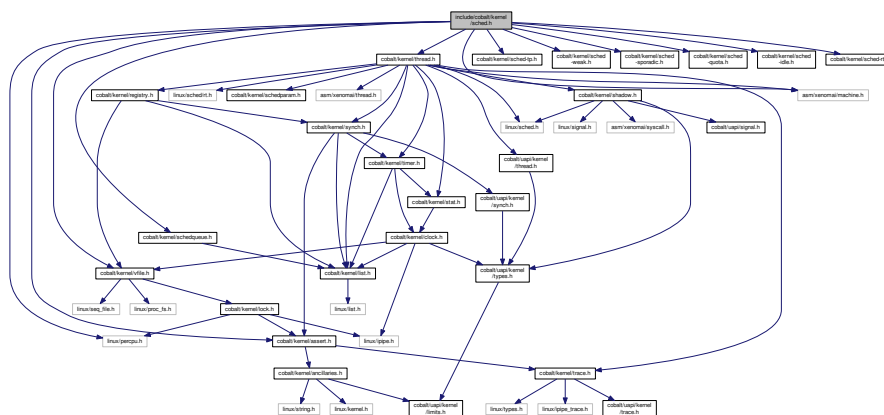 include/cobalt/kernel
/sched.h
cobalt/kernel/thread.h
cobalt/kernel/sched-tp.h
cobalt/kernel/sched
-weak.h
cobalt/kernel/sched
-sporadic.h
cobalt/kernel/sched
-quota.h
cobalt/kernel/sched
-idle.h
cobalt/kernel/sched-rt.h
cobalt/kernel/registry.h
linux/sched/rt.h
cobalt/kernel/schedparam.h
asm/xenomai/thread.h
cobalt/kernel/shadow.h
asm/xenomai/machine.h
cobalt/kernel/synch.h
linux/sched.h
linux/signal.h
asm/xenomai/syscall.h
cobalt/uapi/signal.h
cobalt/kernel/timer.h
cobalt/uapi/kernel
/thread.h
cobalt/kernel/stat.h
cobalt/uapi/kernel
/synch.h
cobalt/kernel/schedqueue.h
cobalt/kernel/clock.h
cobalt/kernel/vfile.h
cobalt/kernel/list.h
cobalt/uapi/kernel
/types.h
linux/seq_file.h
linux/proc_fs.h
cobalt/kernel/lock.h
linux/list.h
linux/percpu.h
cobalt/kernel/assert.h
linux/ipipe.h
cobalt/kernel/ancillaries.h
cobalt/kernel/trace.h
linux/string.h
linux/kernel.h
cobalt/uapi/kernel
/limits.h
linux/types.h
linux/ipipe_trace.h
cobalt/uapi/kernel
/trace.h